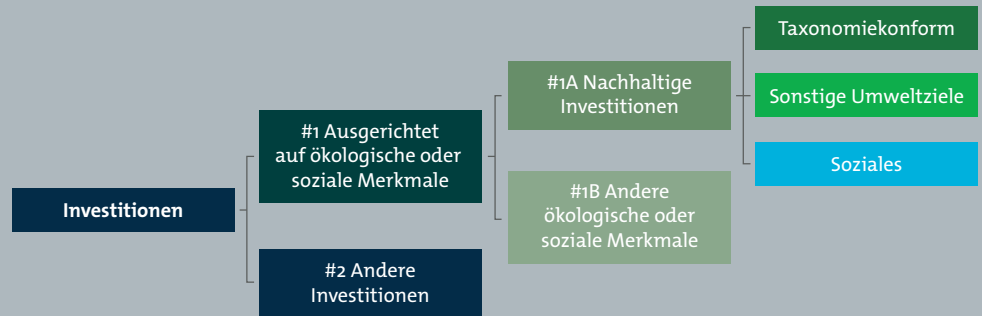 Investitionen
#1 Ausgerichtet
auf ökologische oder
soziale Merkmale
#2 Andere
Investitionen
#1A Nachhaltige
Investitionen
#1B Andere
ökologische oder
soziale Merkmale
Taxonomiekonform
Sonstige Umweltziele
Soziales